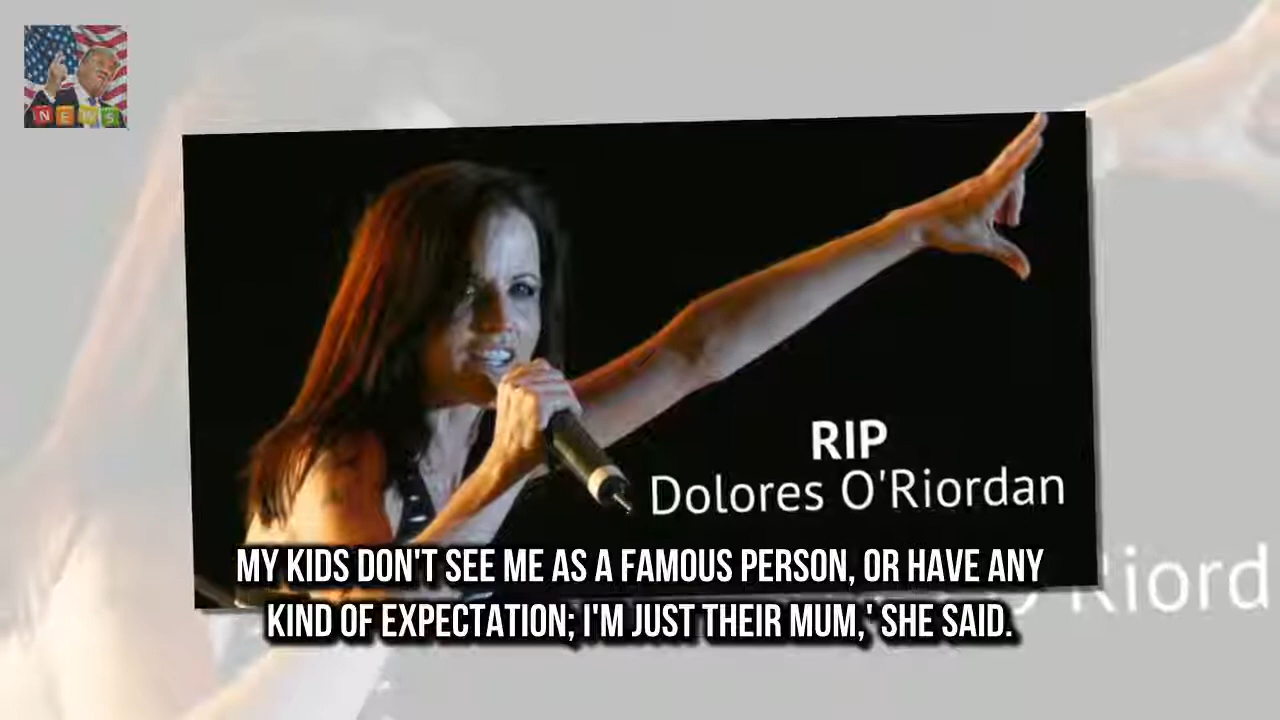 NEWS
RIP
Dolores O'Riordan
Riord
MY KIDS DON'T SEE ME AS A FAMOUS PERSON, OR HAVE ANY
KIND OF EXPECTATION; I'M JUST THEIR MUM,' SHE SAID.